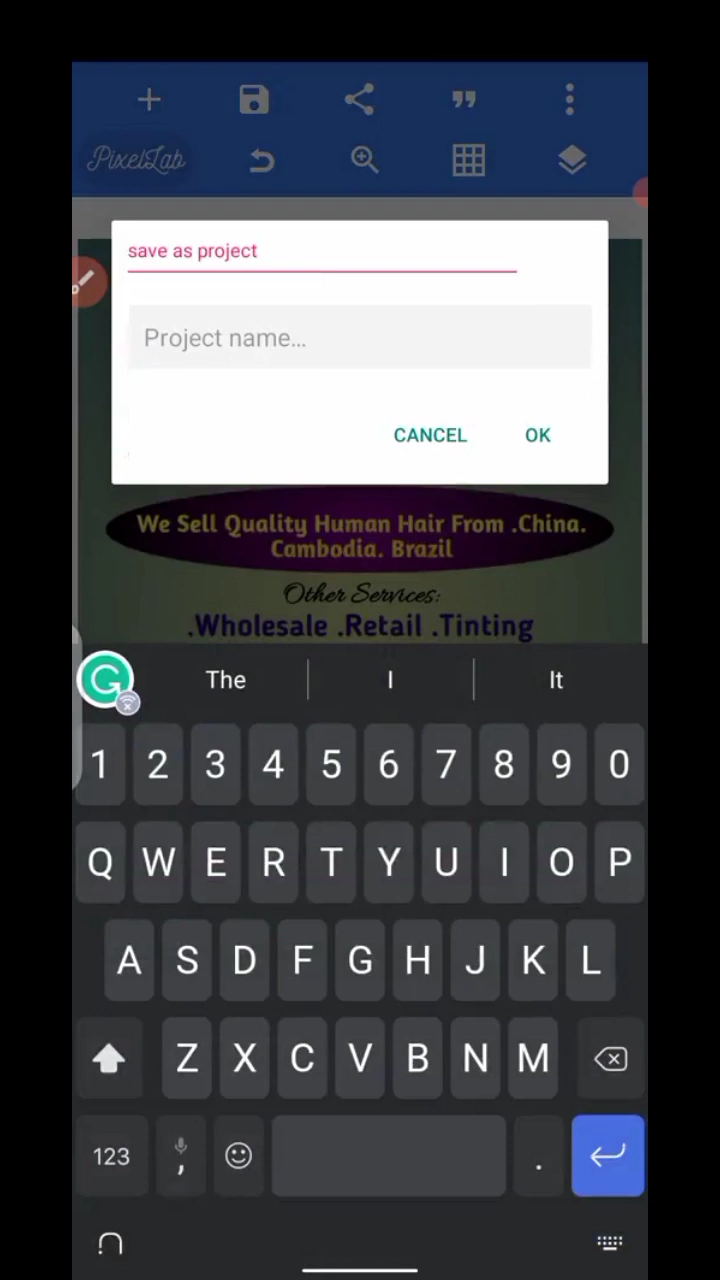 PixelLab
save as project
Project name...
CANCEL OK
We Sell Quality Human Hair From .China.
Cambodia. Brazil
Other Services:
.Wholesale .Retail .Tinting
The I It
1 2 3 4 5 6 7 8 9 0
Q W E R T Y U I O P
A S D F G H J K L
Z X C V B N M
123 , .